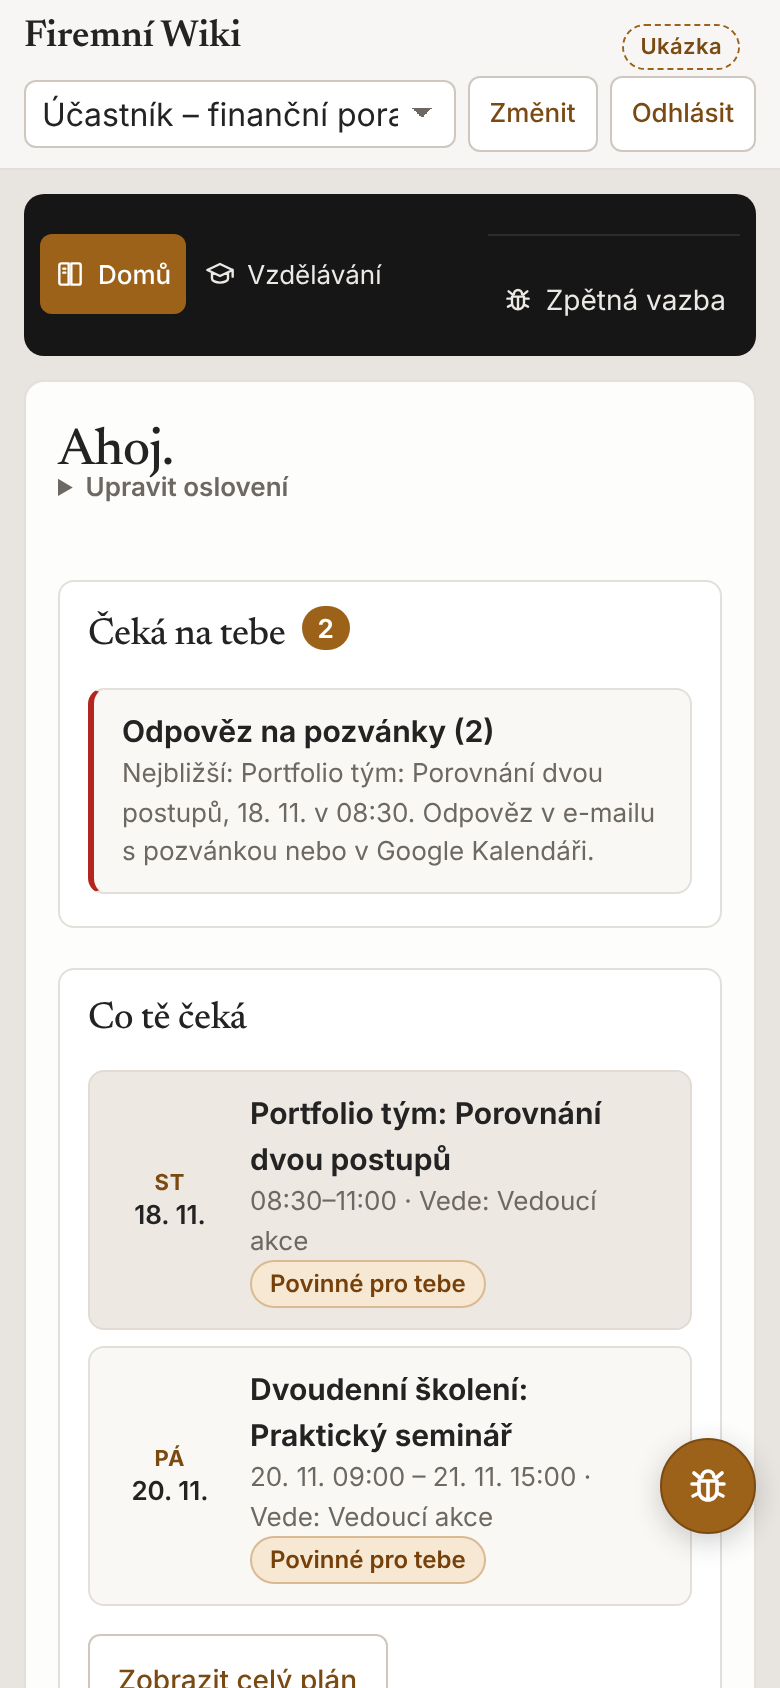 Firemní Wiki
Ukázka
Účastník – finanční pora
Změnit
Odhlásit
Domů
Vzdělávání
Zpětná vazba
Ahoj.
Upravit oslovení
Čeká na tebe 2
Odpověz na pozvánky (2)
Nejbližší: Portfolio tým: Porovnání dvou
postupů, 18. 11. v 08:30. Odpověz v e-mailu
s pozvánkou nebo v Google Kalendáři.
Co tě čeká
ST
18. 11.
Portfolio tým: Porovnání
dvou postupů
08:30–11:00 · Vede: Vedoucí
akce
Povinné pro tebe
PÁ
20. 11.
Dvoudenní školení:
Praktický seminář
20. 11. 09:00 – 21. 11. 15:00 ·
Vede: Vedoucí akce
Povinné pro tebe
Zobrazit celý plán